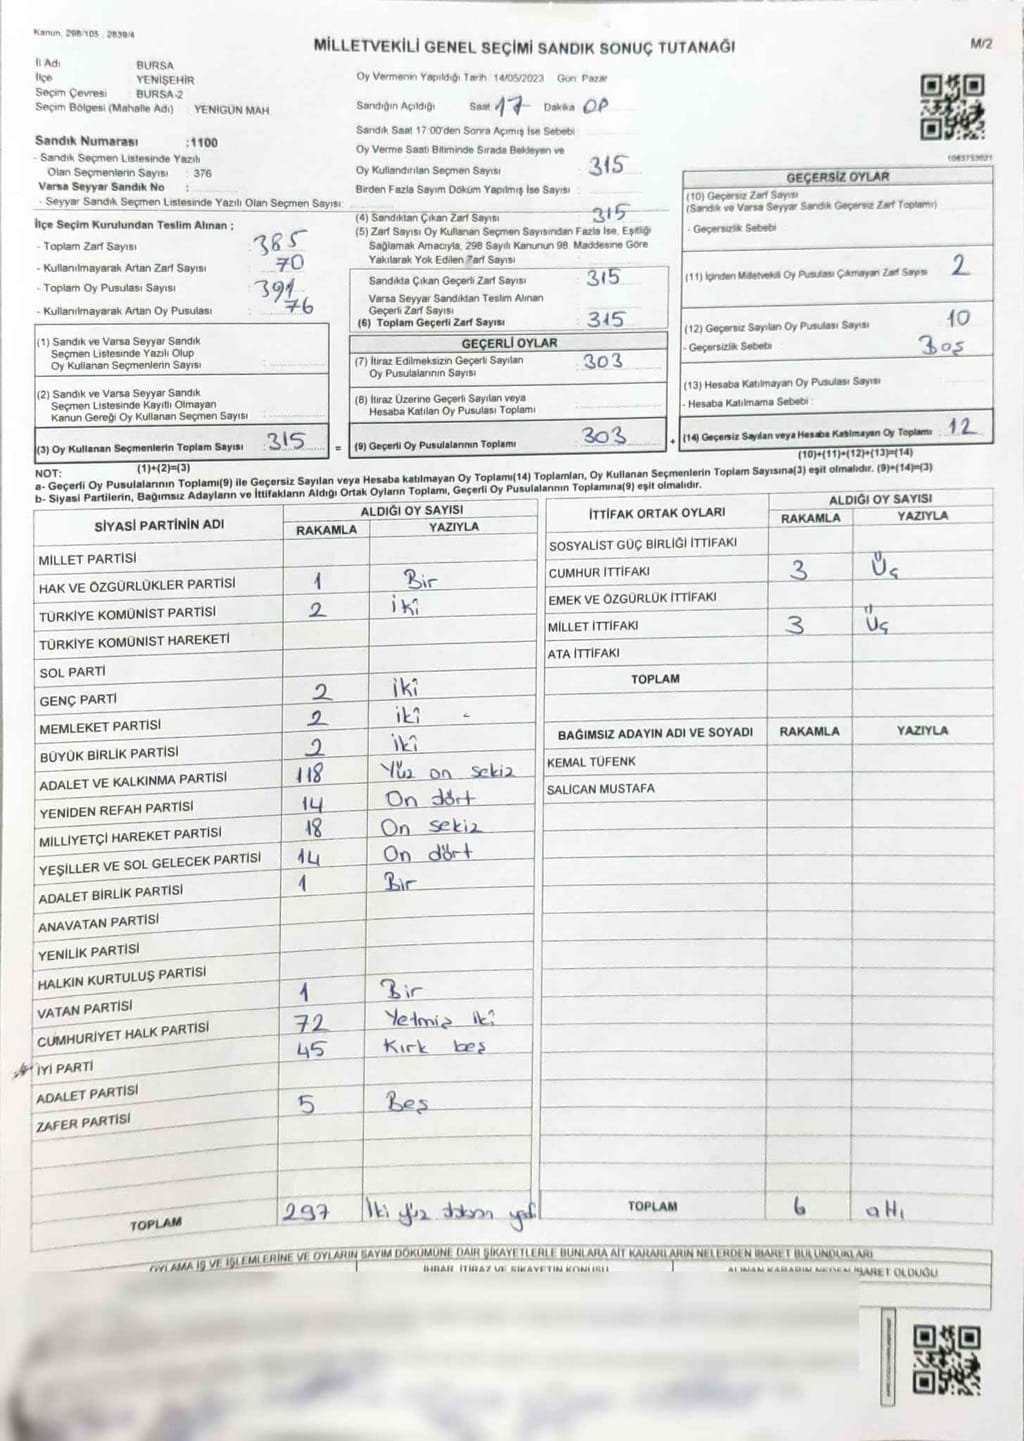 Kanun, 298/105 , 2839/4
MİLLETVEKİLİ GENEL SEÇİMİ SANDIK SONUÇ TUTANAĞI
M/2
İl Adı BURSA
İlçe YENİŞEHİR
Seçim Çevresi BURSA-2
Seçim Bölgesi (Mahalle Adı) YENİGÜN MAH
Sandık Numarası :1100
- Sandık Seçmen Listesinde Yazılı
Olan Seçmenlerin Sayısı : 376
Varsa Seyyar Sandık No :
- Seyyar Sandık Seçmen Listesinde Yazılı Olan Seçmen Sayısı:
İlçe Seçim Kurulundan Teslim Alınan ;
- Toplam Zarf Sayısı 385
- Kullanılmayarak Artan Zarf Sayısı 70
- Toplam Oy Pusulası Sayısı 391
- Kullanılmayarak Artan Oy Pusulası 76
(1) Sandık ve Varsa Seyyar Sandık
Seçmen Listesinde Yazılı Olup
Oy Kullanan Seçmenlerin Sayısı :
(2) Sandık ve Varsa Seyyar Sandık
Seçmen Listesinde Kayıtlı Olmayan
Kanun Gereği Oy Kullanan Seçmen Sayısı :
(3) Oy Kullanan Seçmenlerin Toplam Sayısı : 315 =
(1)+(2)=(3)
Oy Vermenin Yapıldığı Tarih 14/05/2023 Gün Pazar
Sandığın Açıldığı Saat 17 Dakika 00
Sandık Saat 17:00'den Sonra Açımış İse Sebebi
Oy Verme Saati Bitiminde Sırada Bekleyen ve
Oy Kullandırılan Seçmen Sayısı : 315
Birden Fazla Sayım Döküm Yapılmış İse Sayısı :
(4) Sandıktan Çıkan Zarf Sayısı : 315
(5) Zarf Sayısı Oy Kullanan Seçmen Sayısından Fazla İse, Eşitliği
Sağlamak Amacıyla, 298 Sayılı Kanunun 98. Maddesine Göre
Yakılarak Yok Edilen Zarf Sayısı :
Sandıkta Çıkan Geçerli Zarf Sayısı : 315
Varsa Seyyar Sandıktan Teslim Alınan
Geçerli Zarf Sayısı :
(6) Toplam Geçerli Zarf Sayısı : 315
GEÇERLİ OYLAR
(7) İtiraz Edilmeksizin Geçerli Sayılan
Oy Pusulalarının Sayısı : 303
(8) İtiraz Üzerine Geçerli Sayılan veya
Hesaba Katılan Oy Pusulası Toplamı :
(9) Geçerli Oy Pusulalarının Toplamı : 303 +
1083753021
GEÇERSİZ OYLAR
(10) Geçersiz Zarf Sayısı
(Sandık ve Varsa Seyyar Sandık Geçersiz Zarf Toplamı)
- Geçersizlik Sebebi :
(11) İçinden Milletvekili Oy Pusulası Çıkmayan Zarf Sayısı : 2
(12) Geçersiz Sayılan Oy Pusulası Sayısı : 10
- Geçersizlik Sebebi : Boş
(13) Hesaba Katılmayan Oy Pusulası Sayısı :
- Hesaba Katılmama Sebebi :
(14) Geçersiz Sayılan veya Hesaba Katılmayan Oy Toplamı : 12
(10)+(11)+(12)+(13)=(14)
NOT:
a- Geçerli Oy Pusulalarının Toplamı(9) ile Geçersiz Sayılan veya Hesaba katılmayan Oy Toplamı(14) Toplamları, Oy Kullanan Seçmenlerin Toplam Sayısına(3) eşit olmalıdır. (9)+(14)=(3)
b- Siyasi Partilerin, Bağımsız Adayların ve İttifakların Aldığı Ortak Oyların Toplamı, Geçerli Oy Pusulalarının Toplamına(9) eşit olmalıdır.
SİYASİ PARTİNİN ADI ALDIĞI OY SAYISI
RAKAMLA YAZIYLA
MİLLET PARTİSİ
HAK VE ÖZGÜRLÜKLER PARTİSİ 1 Bir
TÜRKİYE KOMÜNİST PARTİSİ 2 İki
TÜRKİYE KOMÜNİST HAREKETİ
SOL PARTİ
GENÇ PARTİ 2 iki
MEMLEKET PARTİSİ 2 iki
BÜYÜK BİRLİK PARTİSİ 2 iki
ADALET VE KALKINMA PARTİSİ 118 Yüz on sekiz
YENİDEN REFAH PARTİSİ 14 On dört
MİLLİYETÇİ HAREKET PARTİSİ 18 On sekiz
YEŞİLLER VE SOL GELECEK PARTİSİ 14 On dört
ADALET BİRLİK PARTİSİ 1 Bir
ANAVATAN PARTİSİ
YENİLİK PARTİSİ
HALKIN KURTULUŞ PARTİSİ
VATAN PARTİSİ 1 Bir
CUMHURİYET HALK PARTİSİ 72 Yetmiş iki
İYİ PARTİ 45 Kırk beş
ADALET PARTİSİ
ZAFER PARTİSİ 5 Beş
TOPLAM 297 İki yüz doksan yedi
İTTİFAK ORTAK OYLARI ALDIĞI OY SAYISI
RAKAMLA YAZIYLA
SOSYALİST GÜÇ BİRLİĞİ İTTİFAKI
CUMHUR İTTİFAKI 3 Üç
EMEK VE ÖZGÜRLÜK İTTİFAKI
MİLLET İTTİFAKI 3 Üç
ATA İTTİFAKI
TOPLAM
BAĞIMSIZ ADAYIN ADI VE SOYADI RAKAMLA YAZIYLA
KEMAL TÜFENK
SALİCAN MUSTAFA
TOPLAM 6 altı
OYLAMA İŞ VE İŞLEMLERİNE VE OYLARIN SAYIM DÖKÜMÜNE DAİR ŞİKAYETLERLE BUNLARA AİT KARARLARIN NELERDEN İBARET BULUNDUKLARI
İHBAR, İTİRAZ VE ŞİKAYETİN KONUSU ALINAN KARARIN NEDEN İBARET OLDUĞU